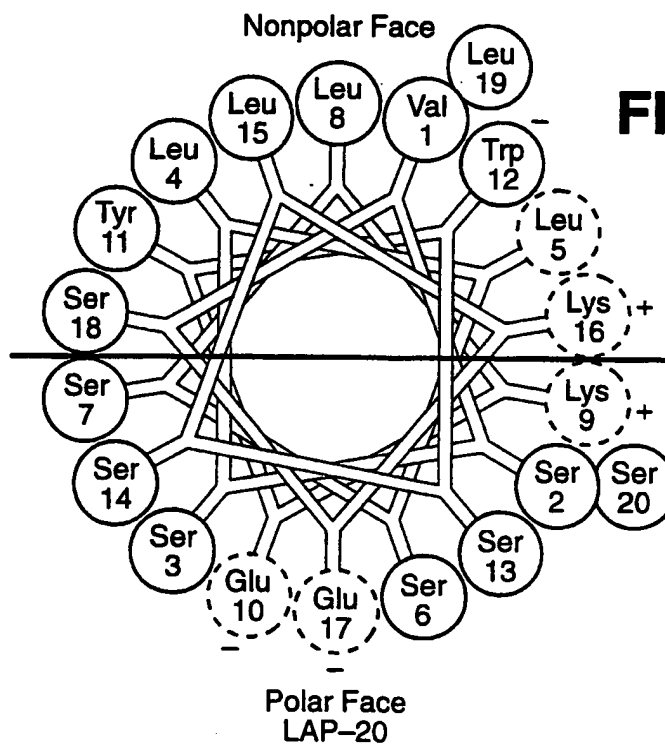 Nonpolar Face
Leu
19
Leu
15
Leu
8
Val
1
FI
Leu
4
Trp
12
−
Tyr
11
Leu
5
Ser
18
Lys
16
+
Ser
7
Lys
9
+
Ser
14
Ser
2
Ser
20
Ser
3
Ser
13
Glu
10
−
Glu
17
−
Ser
6
Polar Face
LAP–20